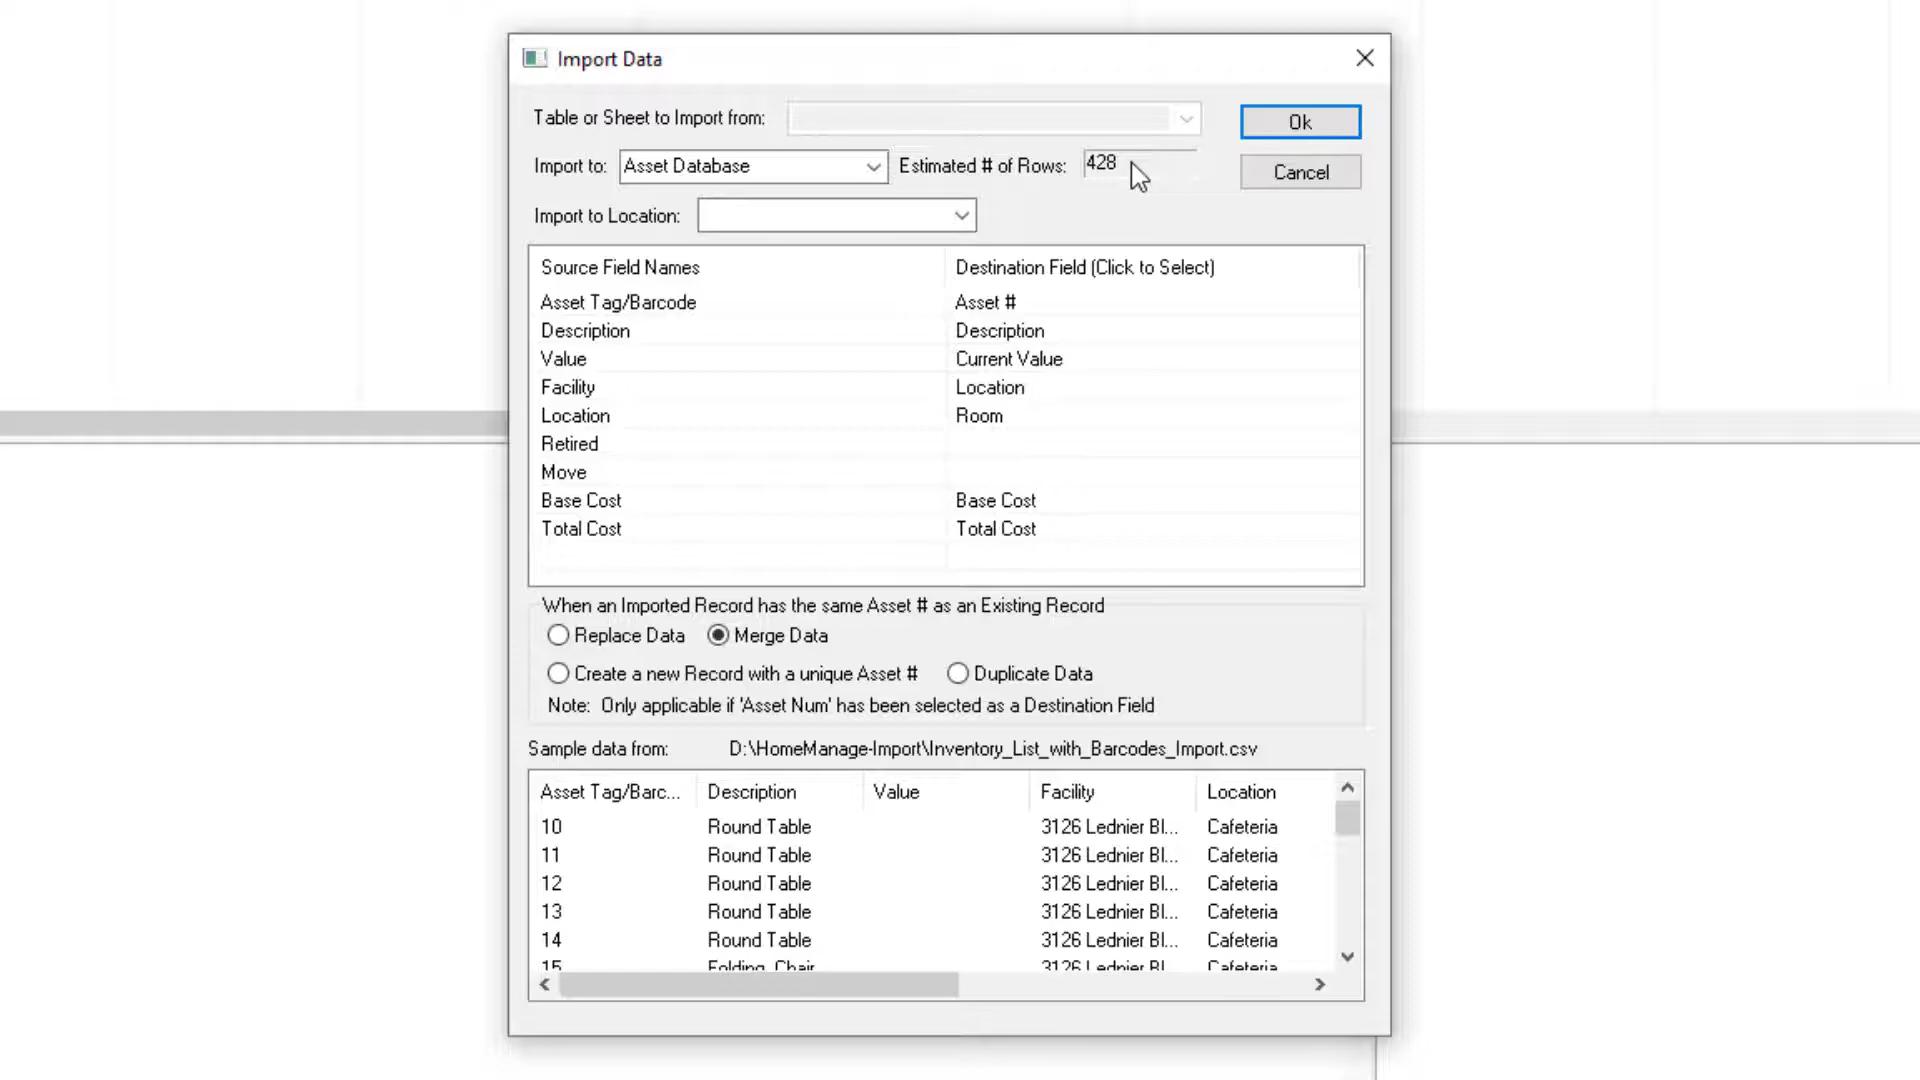 Import Data
Table or Sheet to Import from:
Ok
Import to: Asset Database Estimated # of Rows: 428
Cancel
Import to Location:
Source Field Names Destination Field (Click to Select)
Asset Tag/Barcode Asset #
Description Description
Value Current Value
Facility Location
Location Room
Retired
Move
Base Cost Base Cost
Total Cost Total Cost
When an Imported Record has the same Asset # as an Existing Record
Replace Data Merge Data
Create a new Record with a unique Asset # Duplicate Data
Note: Only applicable if 'Asset Num' has been selected as a Destination Field
Sample data from: D:\HomeManage-Import\Inventory_List_with_Barcodes_Import.csv
Asset Tag/Barc... Description Value Facility Location
10 Round Table 3126 Lednier Bl... Cafeteria
11 Round Table 3126 Lednier Bl... Cafeteria
12 Round Table 3126 Lednier Bl... Cafeteria
13 Round Table 3126 Lednier Bl... Cafeteria
14 Round Table 3126 Lednier Bl... Cafeteria
15 Folding, Chair 3126 Lednier Bl... Cafeteria